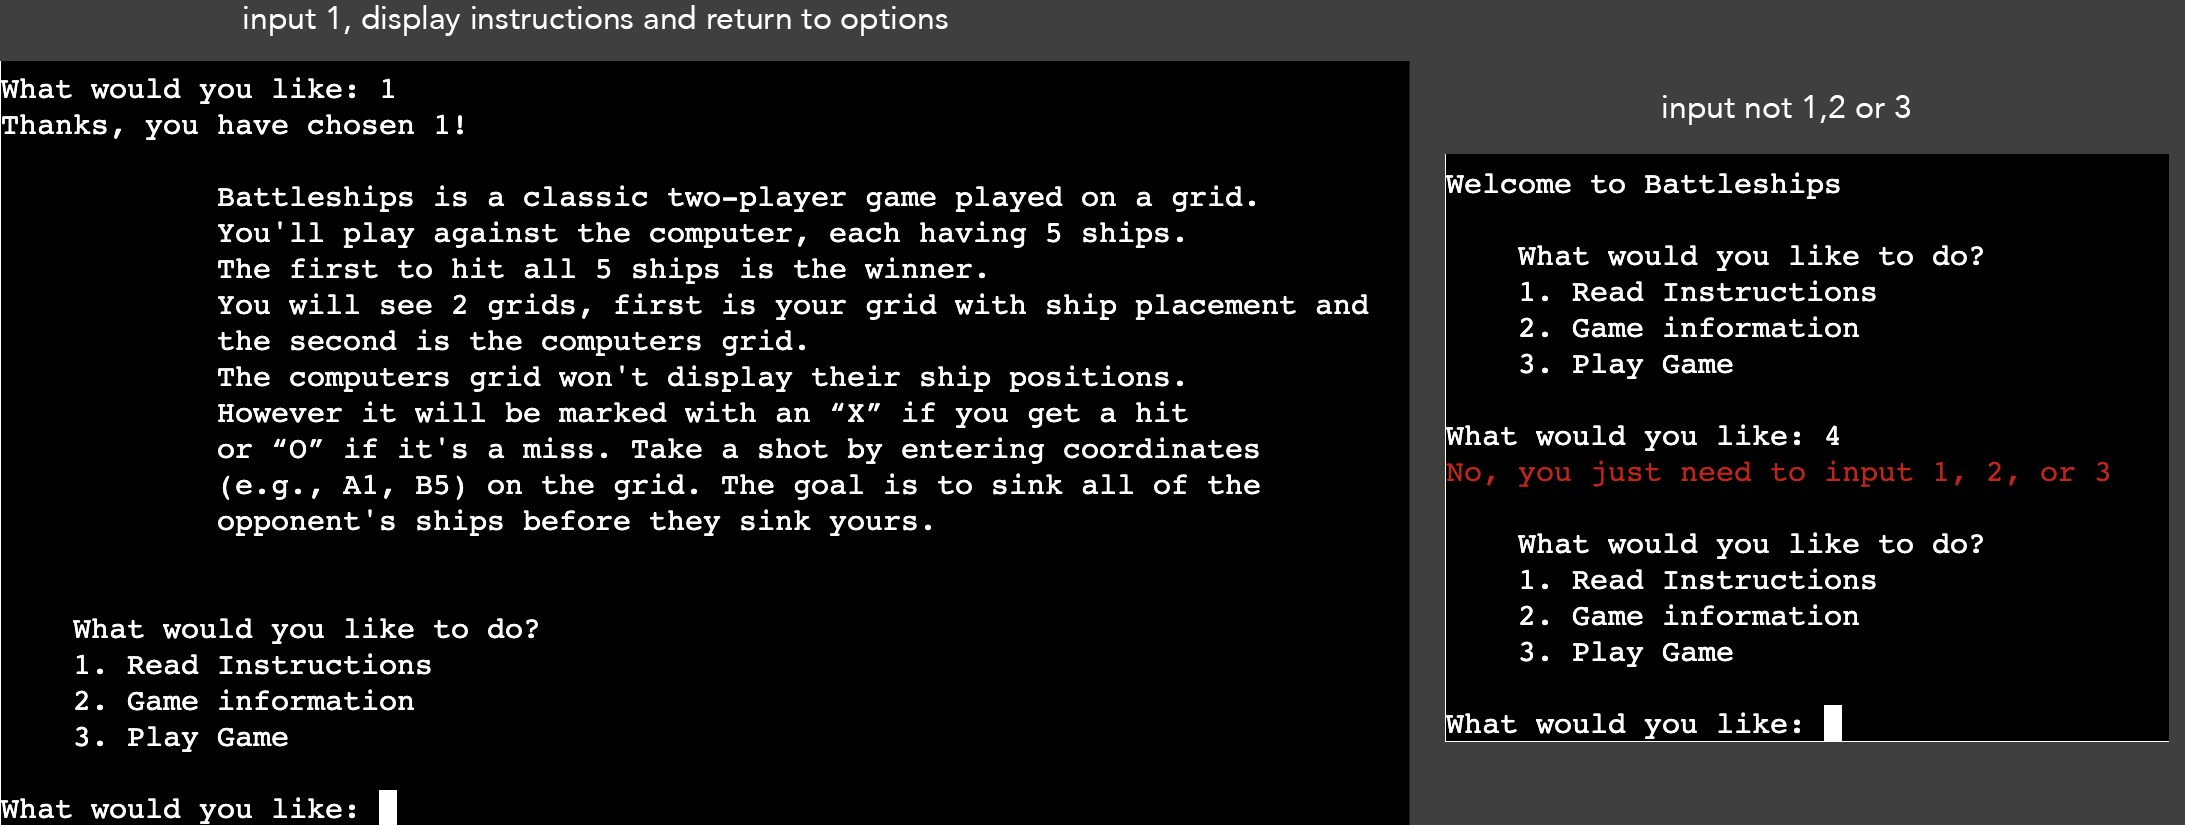 input 1, display instructions and return to options
What would you like: 1
Thanks, you have chosen 1!
Battleships is a classic two-player game played on a grid.
You'll play against the computer, each having 5 ships.
The first to hit all 5 ships is the winner.
You will see 2 grids, first is your grid with ship placement and
the second is the computers grid.
The computers grid won't display their ship positions.
However it will be marked with an “X” if you get a hit
or “O” if it's a miss. Take a shot by entering coordinates
(e.g., A1, B5) on the grid. The goal is to sink all of the
opponent's ships before they sink yours.
What would you like to do?
1. Read Instructions
2. Game information
3. Play Game
What would you like:
input not 1,2 or 3
Welcome to Battleships
What would you like to do?
1. Read Instructions
2. Game information
3. Play Game
What would you like: 4
No, you just need to input 1, 2, or 3
What would you like to do?
1. Read Instructions
2. Game information
3. Play Game
What would you like: